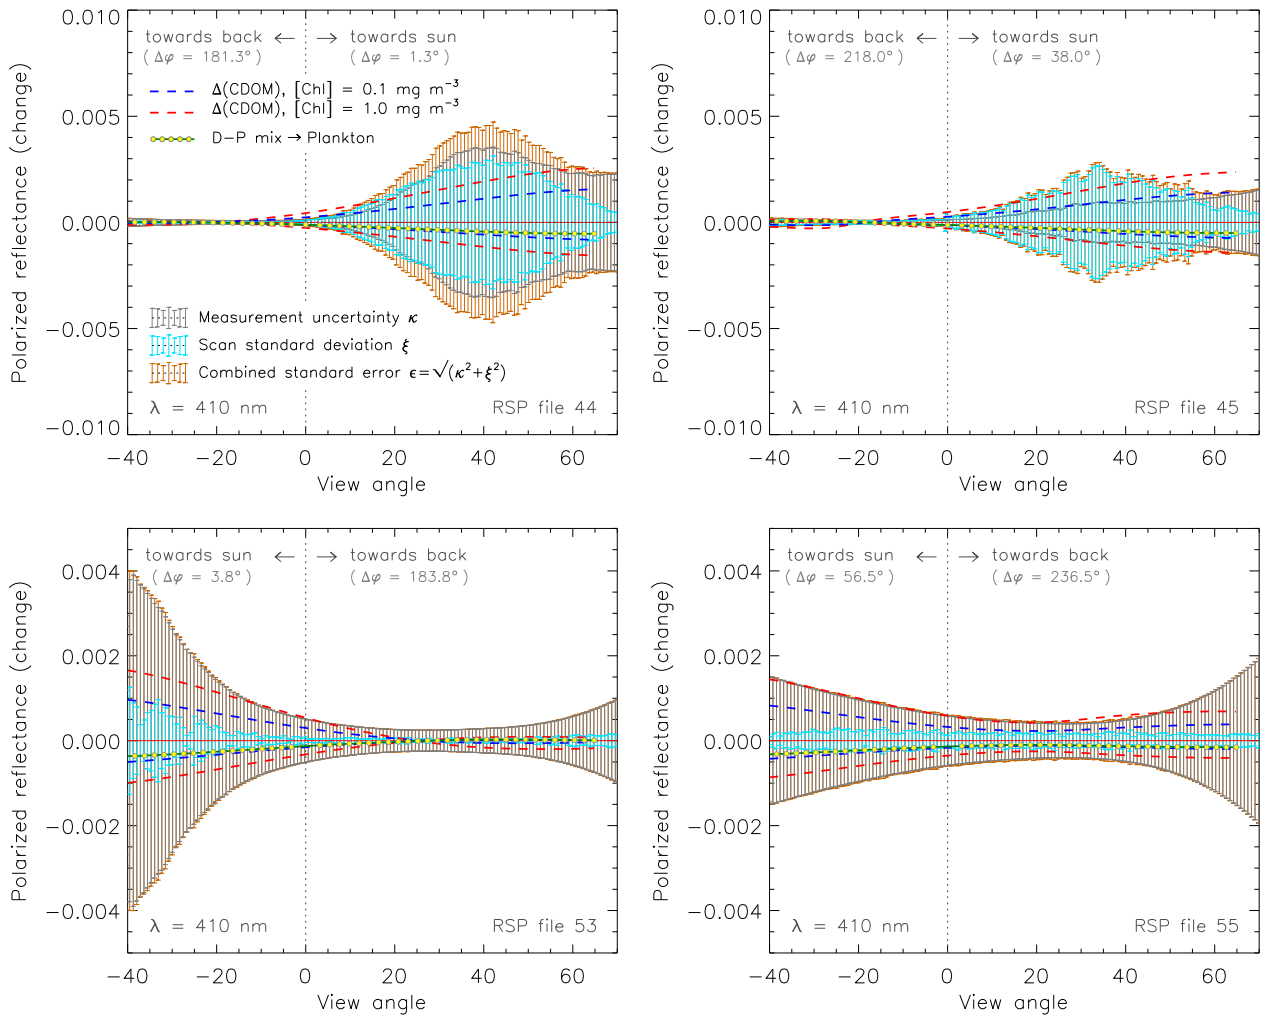 0.010
0.005
0.000
−0.005
−0.010
Polarized reflectance (change)
towards back ← → towards sun
(Δφ = 181.3°) (Δφ = 1.3°)
Δ(CDOM), [Chl] = 0.1 mg m⁻³
Δ(CDOM), [Chl] = 1.0 mg m⁻³
D−P mix → Plankton
Measurement uncertainty κ
Scan standard deviation ξ
Combined standard error ϵ=√(κ²+ξ²)
λ = 410 nm RSP file 44
−40 −20 0 20 40 60
View angle
0.010
0.005
0.000
−0.005
−0.010
Polarized reflectance (change)
towards back ← → towards sun
(Δφ = 218.0°) (Δφ = 38.0°)
λ = 410 nm RSP file 45
−40 −20 0 20 40 60
View angle
0.004
0.002
0.000
−0.002
−0.004
Polarized reflectance (change)
towards sun ← → towards back
(Δφ = 3.8°) (Δφ = 183.8°)
λ = 410 nm RSP file 53
−40 −20 0 20 40 60
View angle
0.004
0.002
0.000
−0.002
−0.004
Polarized reflectance (change)
towards sun ← → towards back
(Δφ = 56.5°) (Δφ = 236.5°)
λ = 410 nm RSP file 55
−40 −20 0 20 40 60
View angle